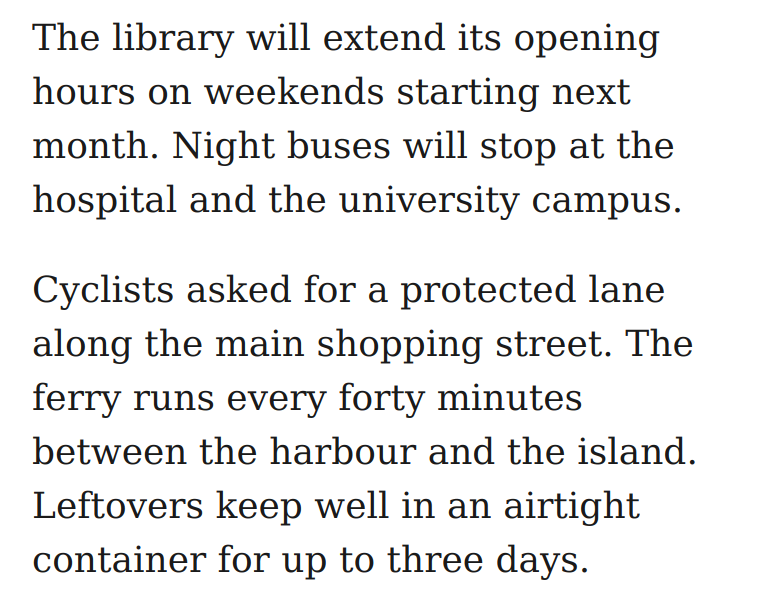 The library will extend its opening
hours on weekends starting next
month. Night buses will stop at the
hospital and the university campus.
Cyclists asked for a protected lane
along the main shopping street. The
ferry runs every forty minutes
between the harbour and the island.
Leftovers keep well in an airtight
container for up to three days.